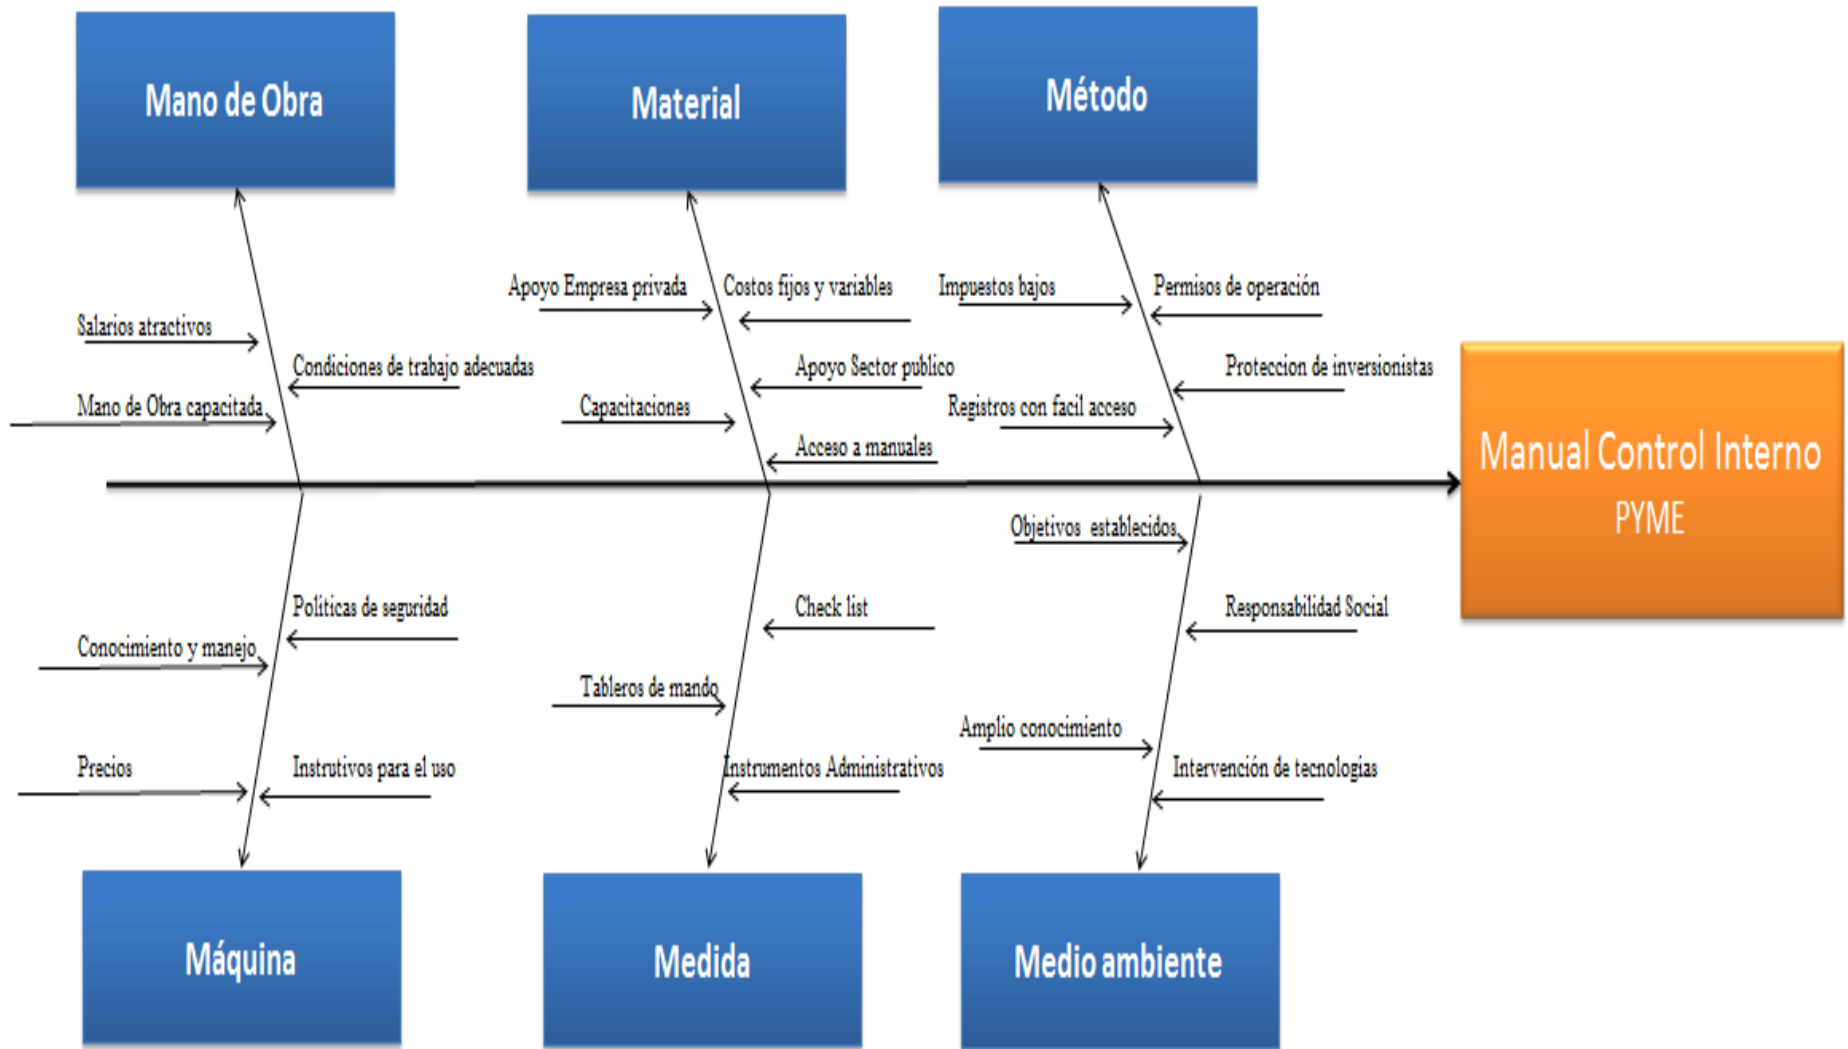 Mano de Obra
Material
Método
Apoyo Empresa privada
Costos fijos y variables
Impuestos bajos
Permisos de operación
Salarios atractivos
Condiciones de trabajo adecuadas
Apoyo Sector publico
Proteccion de inversionistas
Mano de Obra capacitada
Capacitaciones
Registros con facil acceso
Acceso a manuales
Manual Control Interno
PYME
Objetivos establecidos
Políticas de seguridad
Check list
Responsabilidad Social
Conocimiento y manejo
Tableros de mando
Amplio conocimiento
Precios
Instrutivos para el uso
Instrumentos Administrativos
Intervención de tecnologias
Máquina
Medida
Medio ambiente